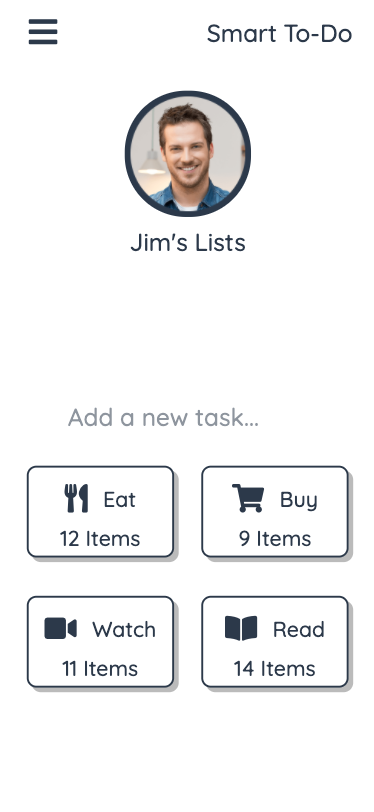 Smart To-Do
Jim's Lists
Add a new task...
Eat
12 Items
Buy
9 Items
Watch
11 Items
Read
14 Items